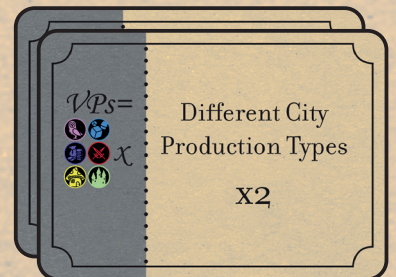 VPs=
x
Different City
Production Types
x2